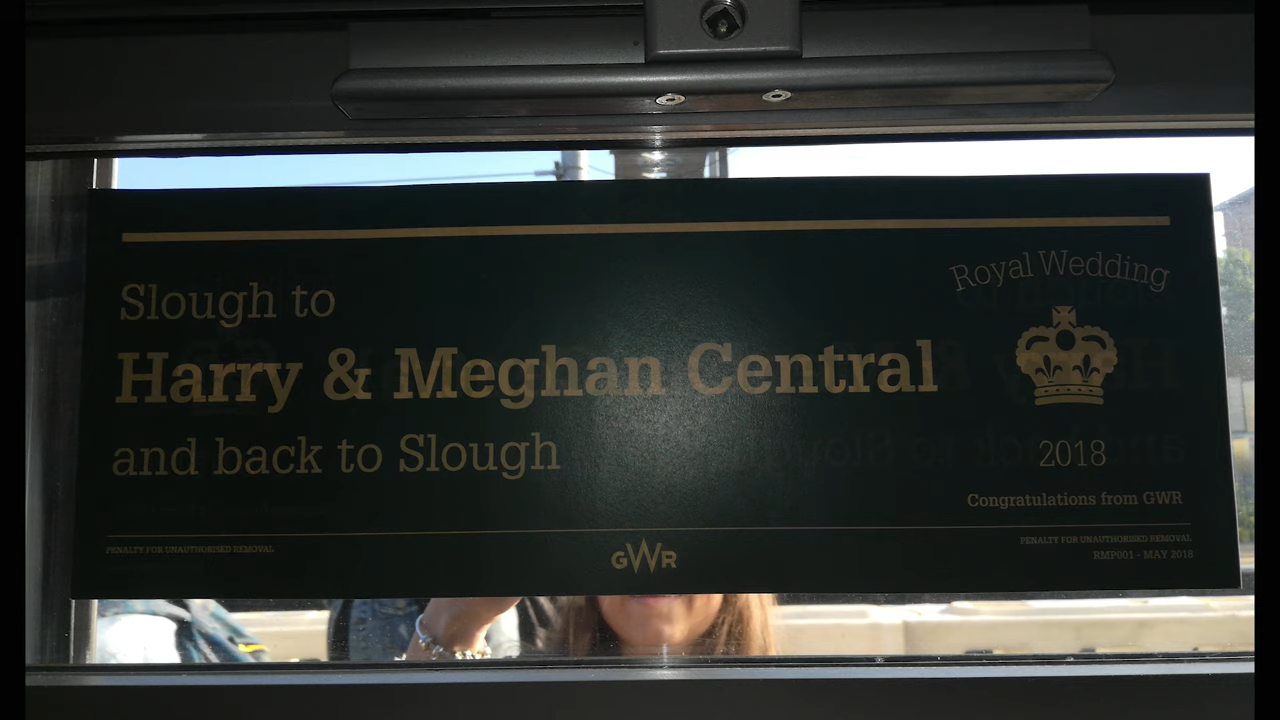 Royal Wedding
Slough to
Harry & Meghan Central
and back to Slough
2018
Congratulations from GWR
PENALTY FOR UNAUTHORISED REMOVAL
GWR
PENALTY FOR UNAUTHORISED REMOVAL
RMP001 - MAY 2018